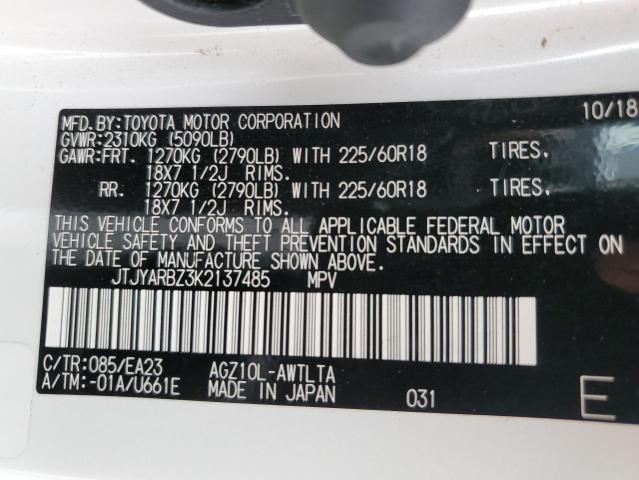 MFD.BY:TOYOTA MOTOR CORPORATION 10/18
GVWR:2310KG (5090LB)
GAWR:FRT. 1270KG (2790LB) WITH 225/60R18 TIRES.
18X7 1/2J RIMS.
RR. 1270KG (2790LB) WITH 225/60R18 TIRES.
18X7 1/2J RIMS.
THIS VEHICLE CONFORMS TO ALL APPLICABLE FEDERAL MOTOR
VEHICLE SAFETY AND THEFT PREVENTION STANDARDS IN EFFECT ON
THE DATE OF MANUFACTURE SHOWN ABOVE.
JTJYARBZ3K2137485 MPV
C/TR:085/EA23 AGZ10L-AWTLTA
A/TM:-01A/U661E MADE IN JAPAN 031 E